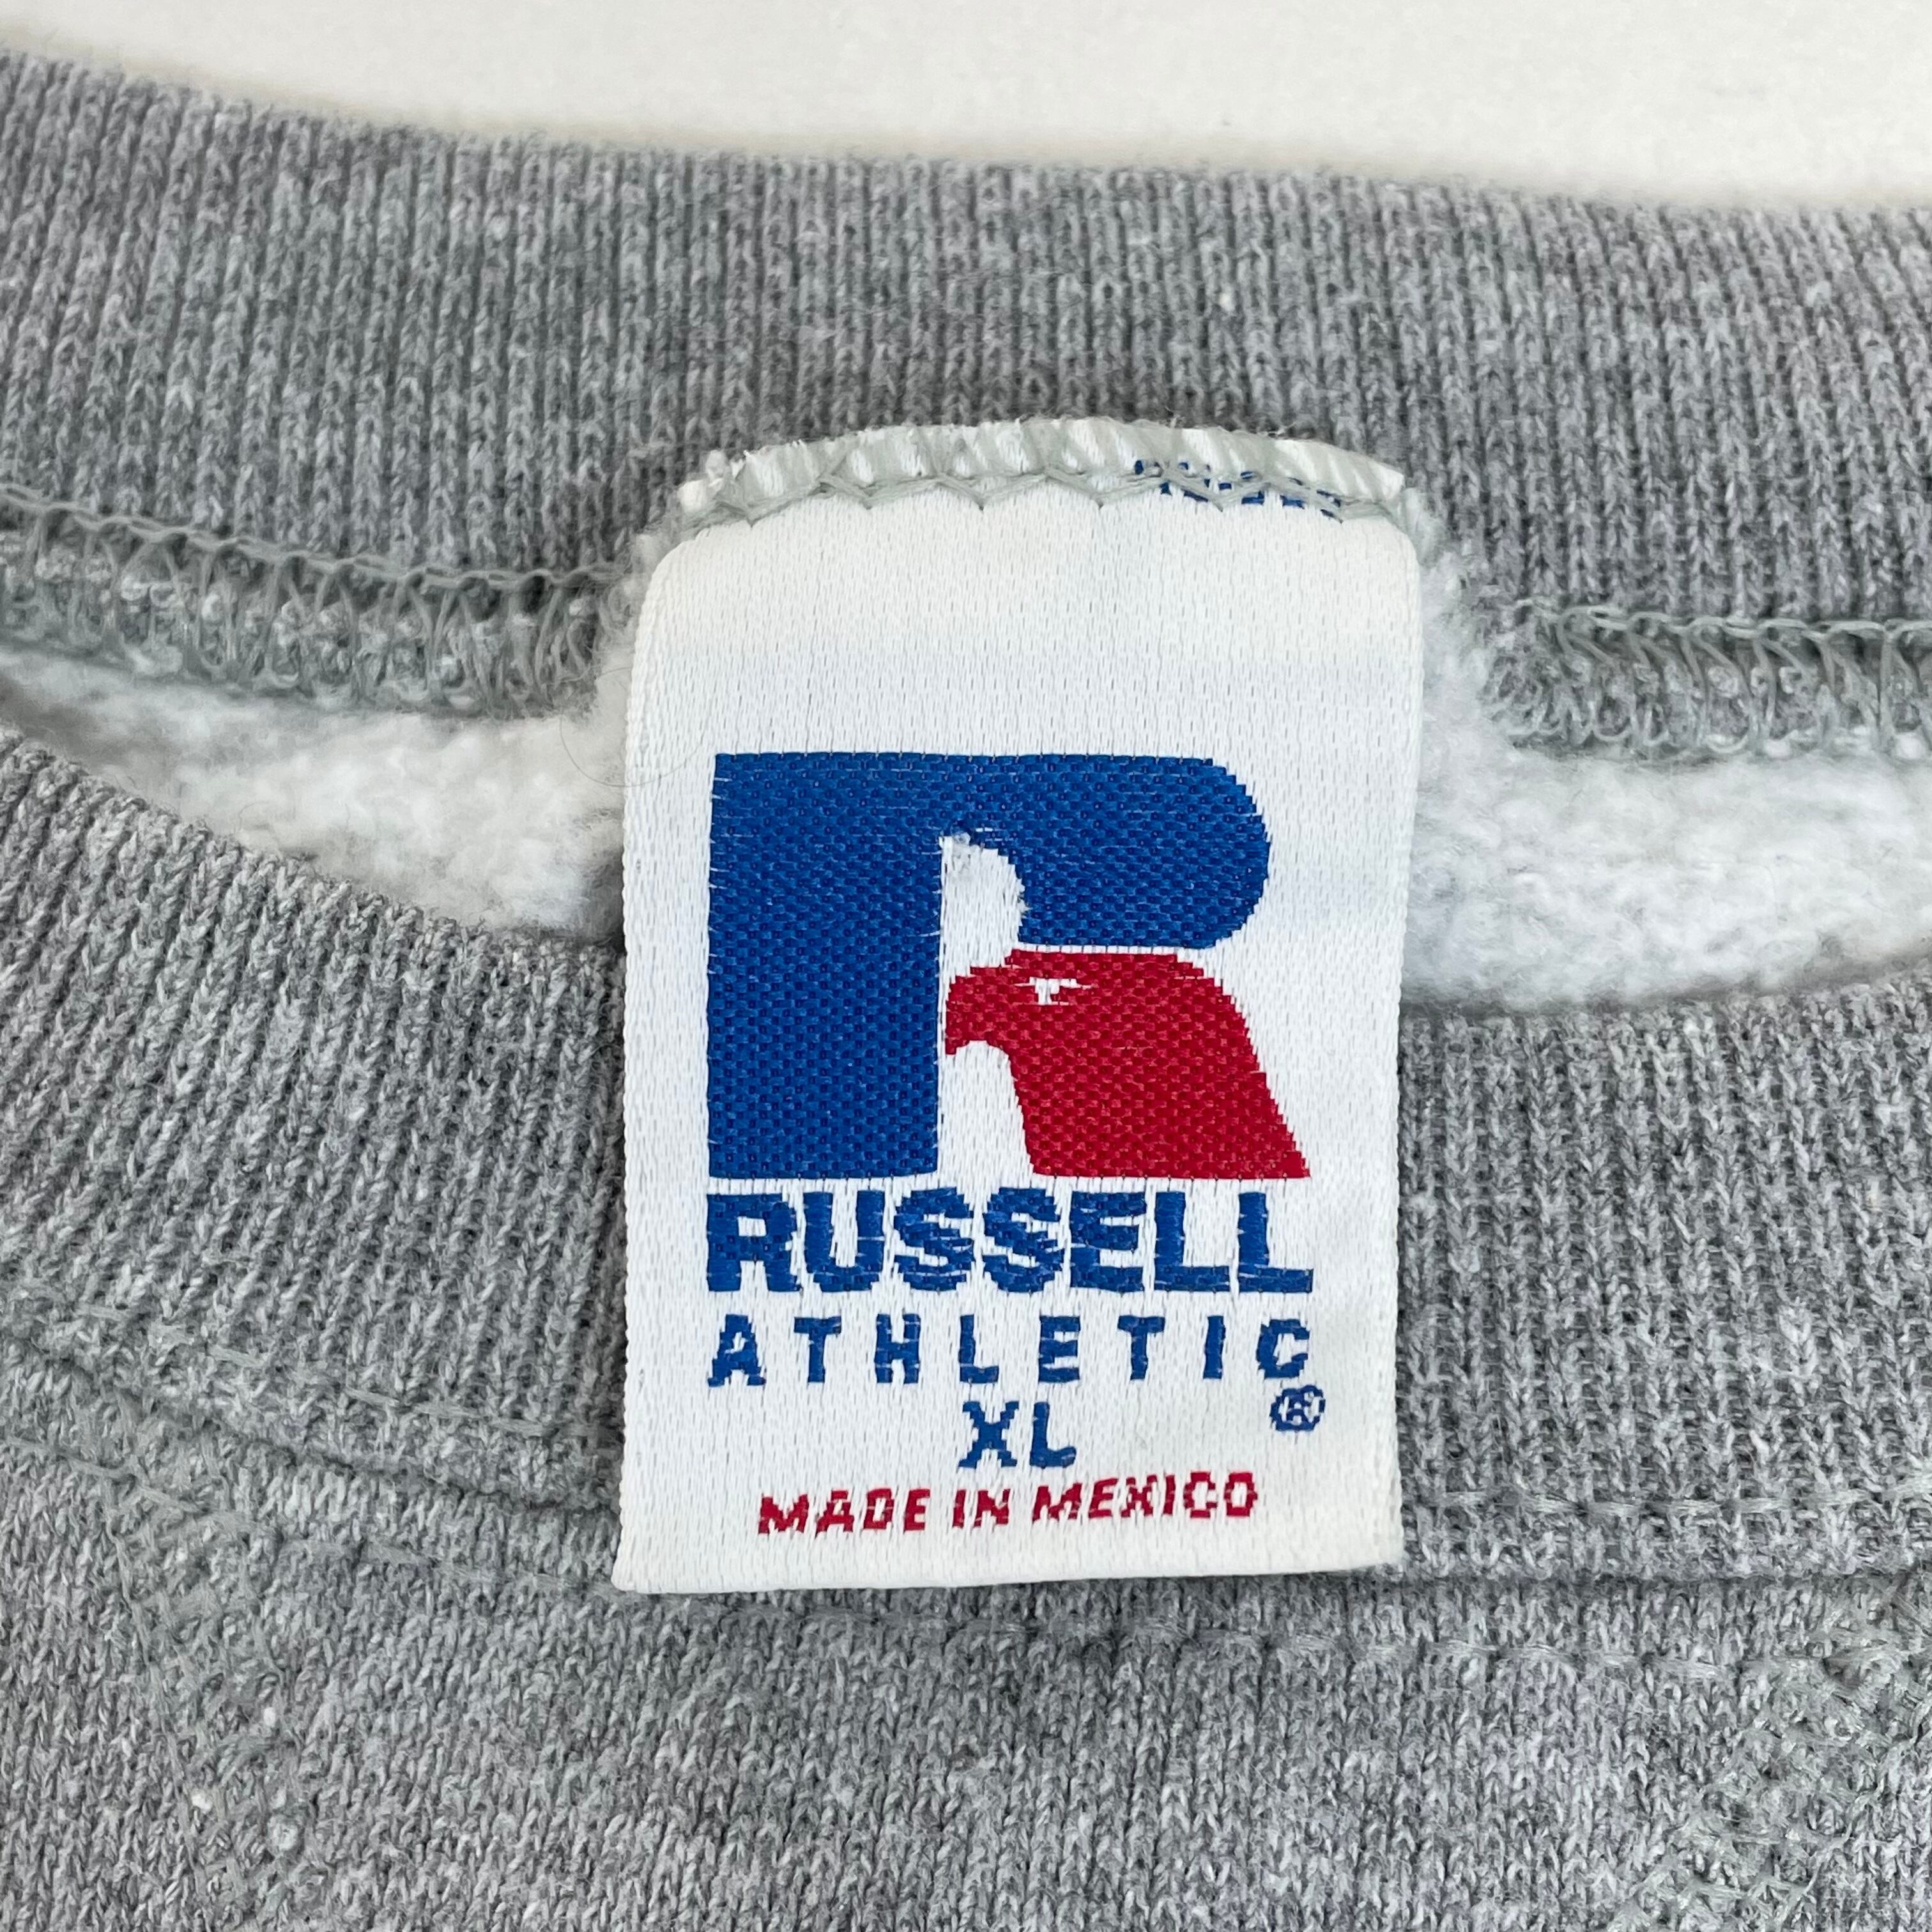 RUSSELL
ATHLETIC
®
XL
MADE IN MEXICO